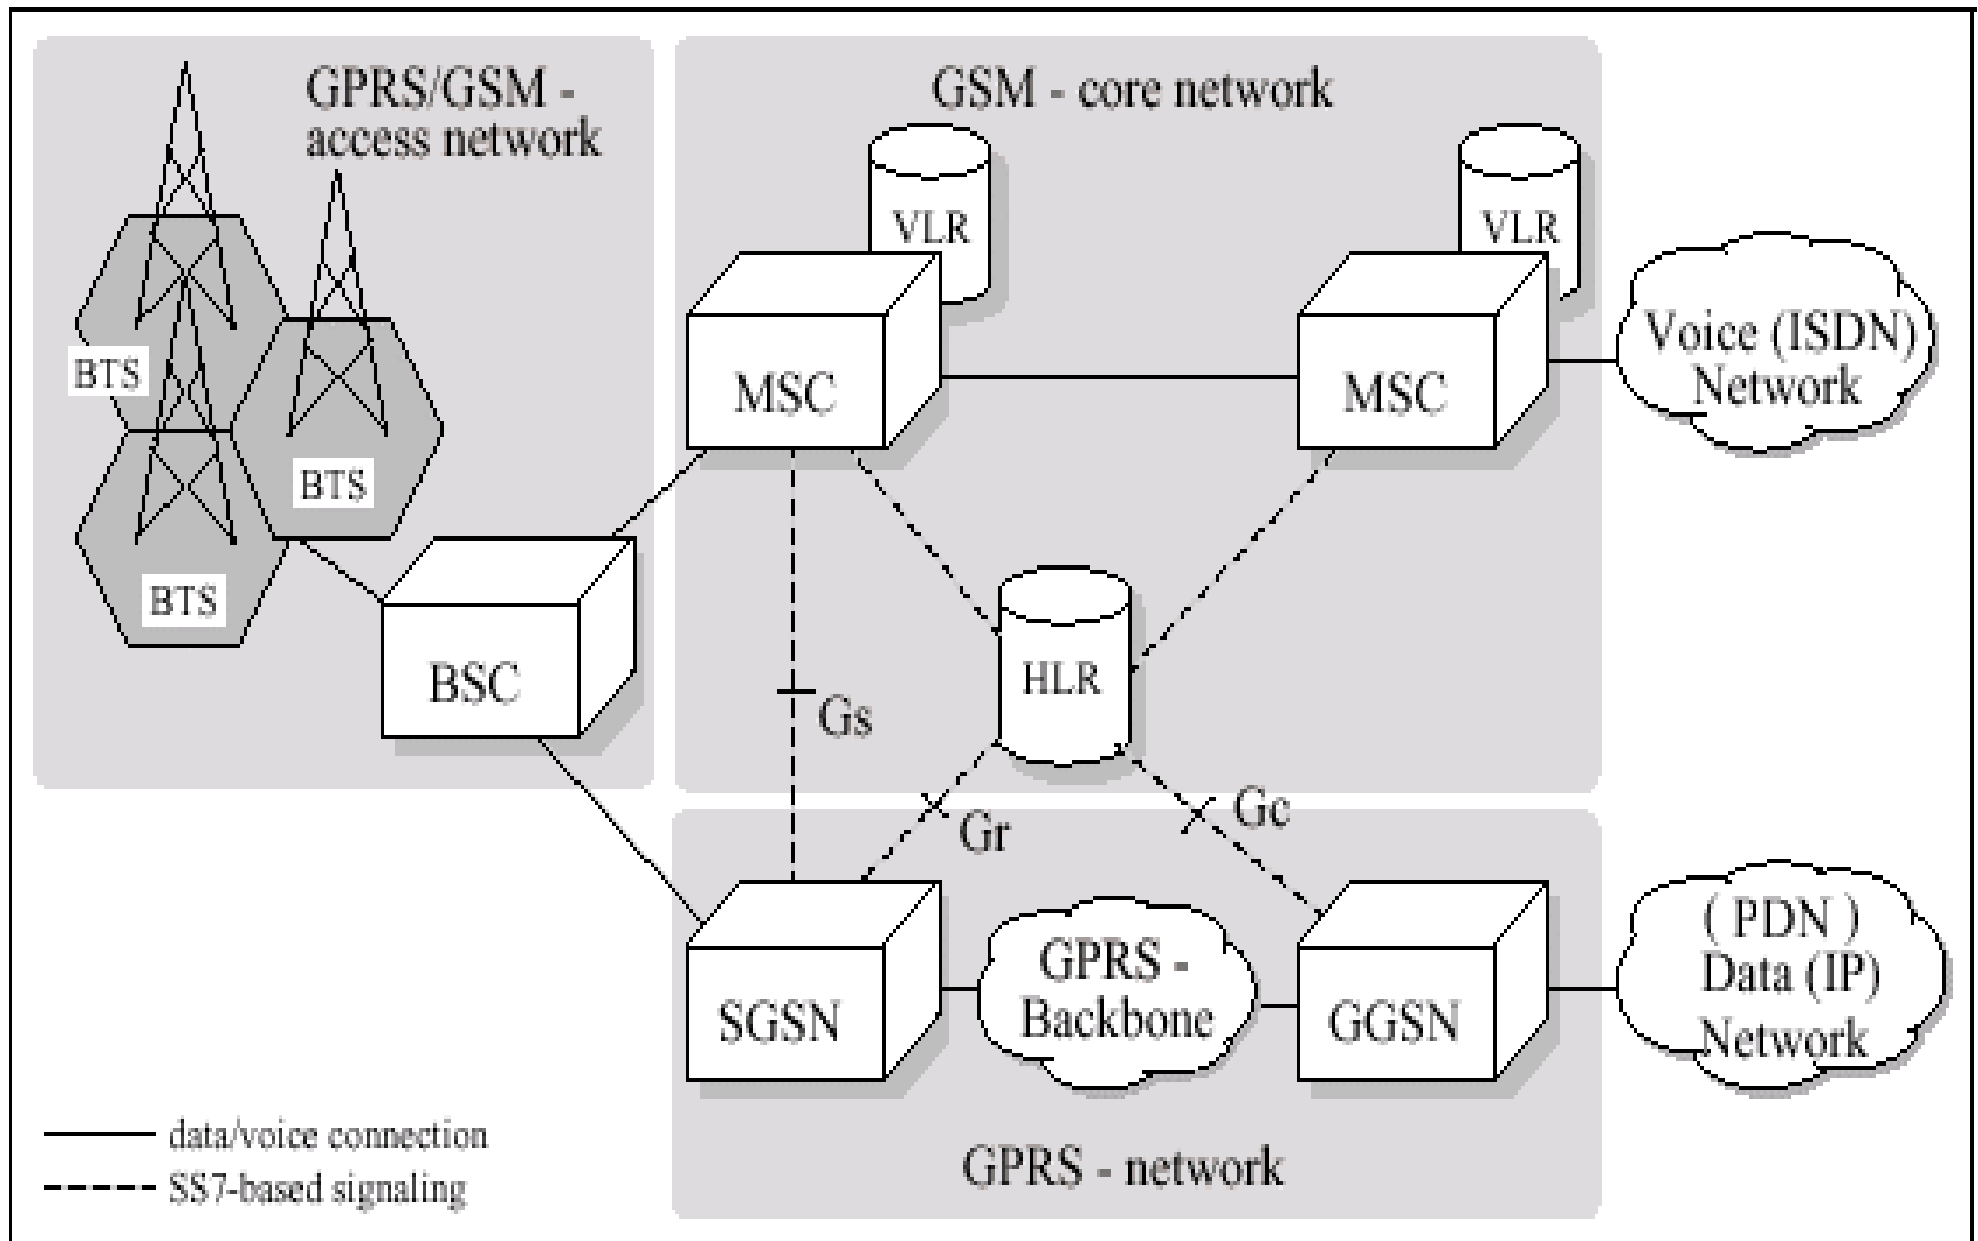 GPRS/GSM -
access network
GSM - core network
VLR
VLR
BTS
MSC
MSC
Voice (ISDN)
Network
BTS
BTS
BSC
HLR
Gs
Gr
Gc
SGSN
GPRS -
Backbone
GGSN
( PDN )
Data (IP)
Network
data/voice connection
SS7-based signaling
GPRS - network